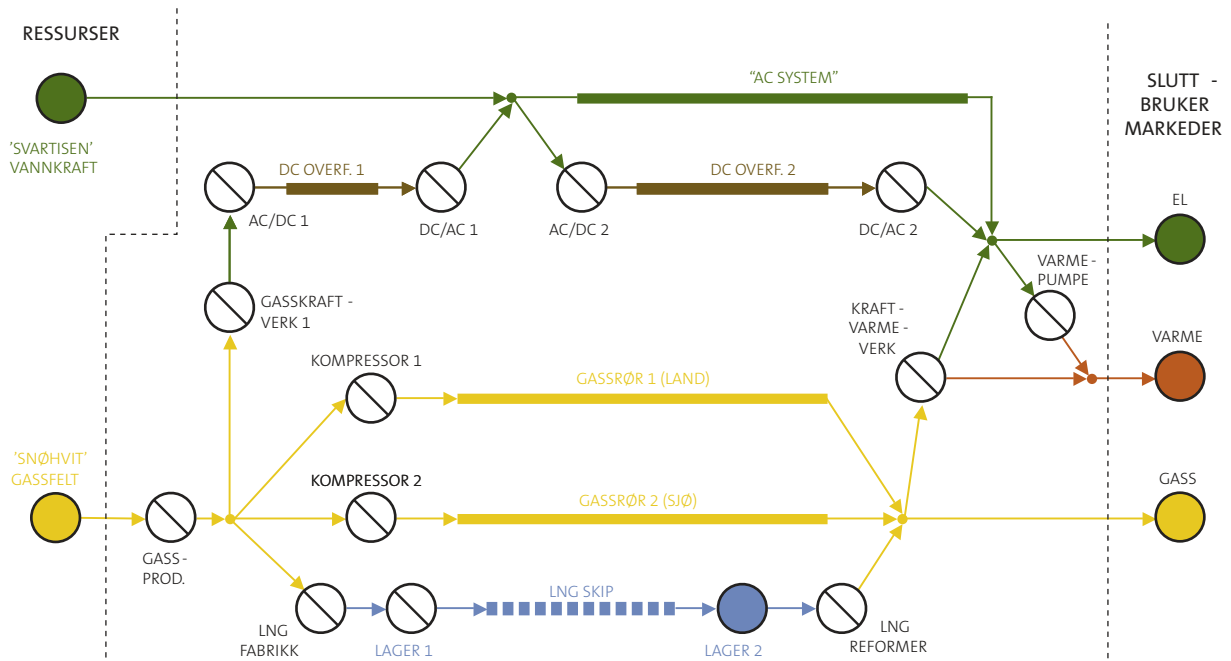 RESSURSER
"AC SYSTEM"
SLUTT -
BRUKER
MARKEDER
'SVARTISEN'
VANNKRAFT
DC OVERF. 1
DC OVERF. 2
AC/DC 1
DC/AC 1
AC/DC 2
DC/AC 2
EL
VARME -
PUMPE
GASSKRAFT -
VERK 1
KRAFT -
VARME -
VERK
VARME
KOMPRESSOR 1
GASSRØR 1 (LAND)
'SNØHVIT'
GASSFELT
KOMPRESSOR 2
GASSRØR 2 (SJØ)
GASS
GASS -
PROD.
LNG SKIP
LNG
FABRIKK
LAGER 1
LAGER 2
LNG
REFORMER